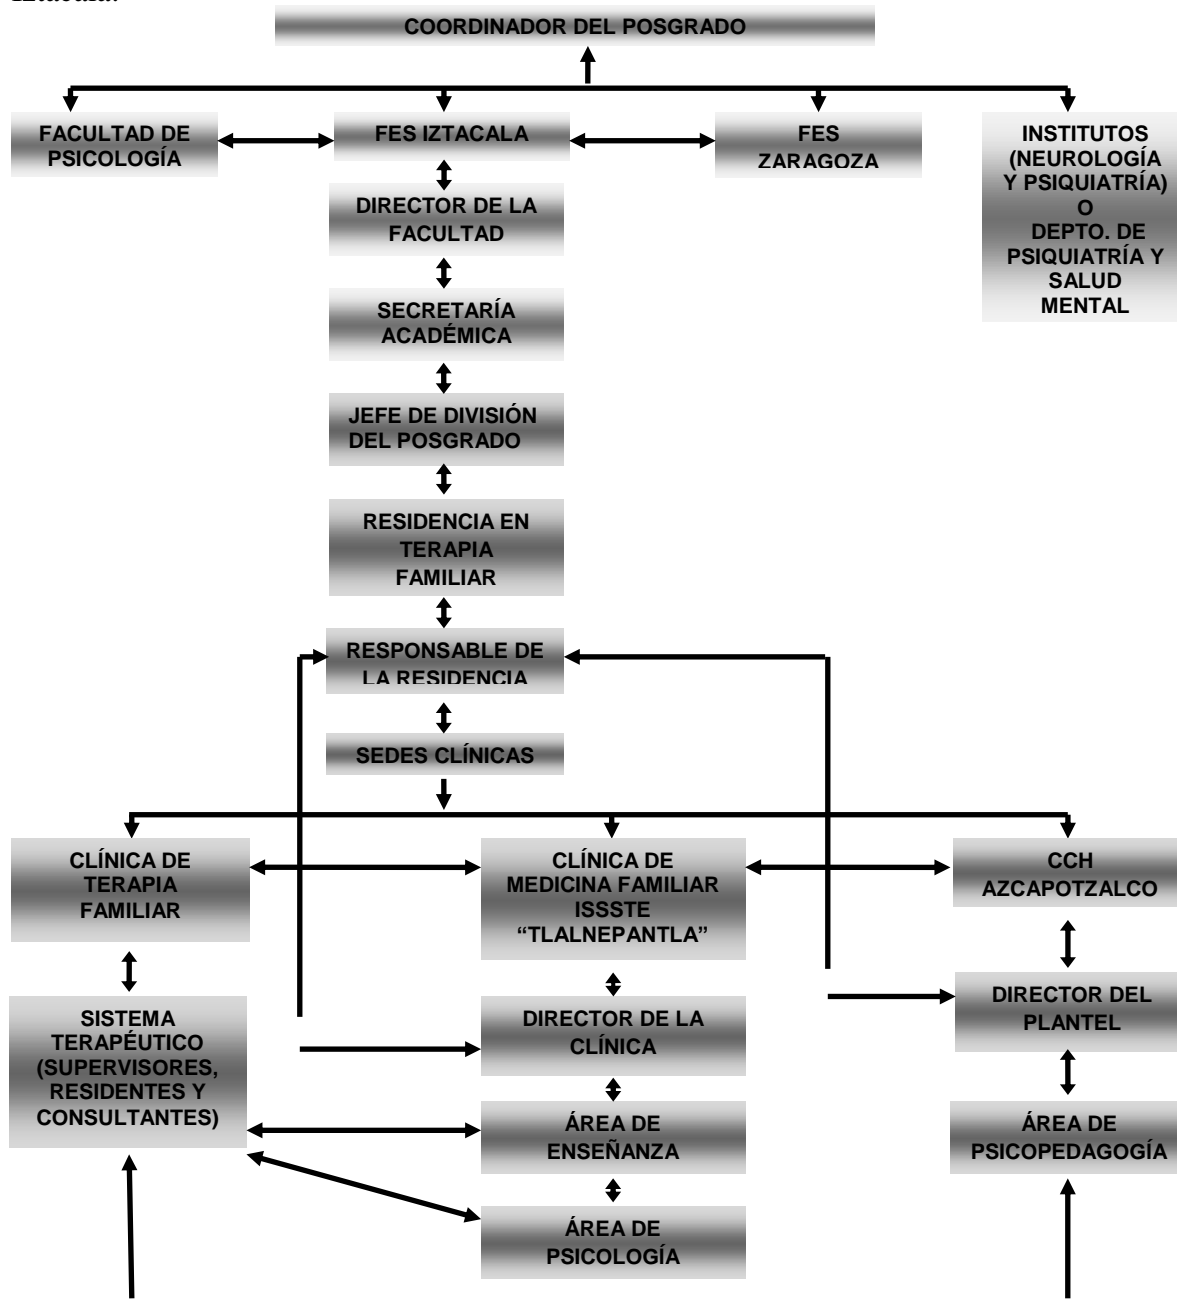 Iztacala.
COORDINADOR DEL POSGRADO
FACULTAD DE
PSICOLOGÍA
FES IZTACALA
FES
ZARAGOZA
INSTITUTOS
(NEUROLOGÍA
Y PSIQUIATRÍA)
O
DEPTO. DE
PSIQUIATRÍA Y
SALUD
MENTAL
DIRECTOR DE LA
FACULTAD
SECRETARÍA
ACADÉMICA
JEFE DE DIVISIÓN
DEL POSGRADO
RESIDENCIA EN
TERAPIA
FAMILIAR
RESPONSABLE DE
LA RESIDENCIA
SEDES CLÍNICAS
CLÍNICA DE
TERAPIA
FAMILIAR
CLÍNICA DE
MEDICINA FAMILIAR
ISSSTE
“TLALNEPANTLA”
CCH
AZCAPOTZALCO
SISTEMA
TERAPÉUTICO
(SUPERVISORES,
RESIDENTES Y
CONSULTANTES)
DIRECTOR DE LA
CLÍNICA
DIRECTOR DEL
PLANTEL
ÁREA DE
ENSEÑANZA
ÁREA DE
PSICOPEDAGOGÍA
ÁREA DE
PSICOLOGÍA